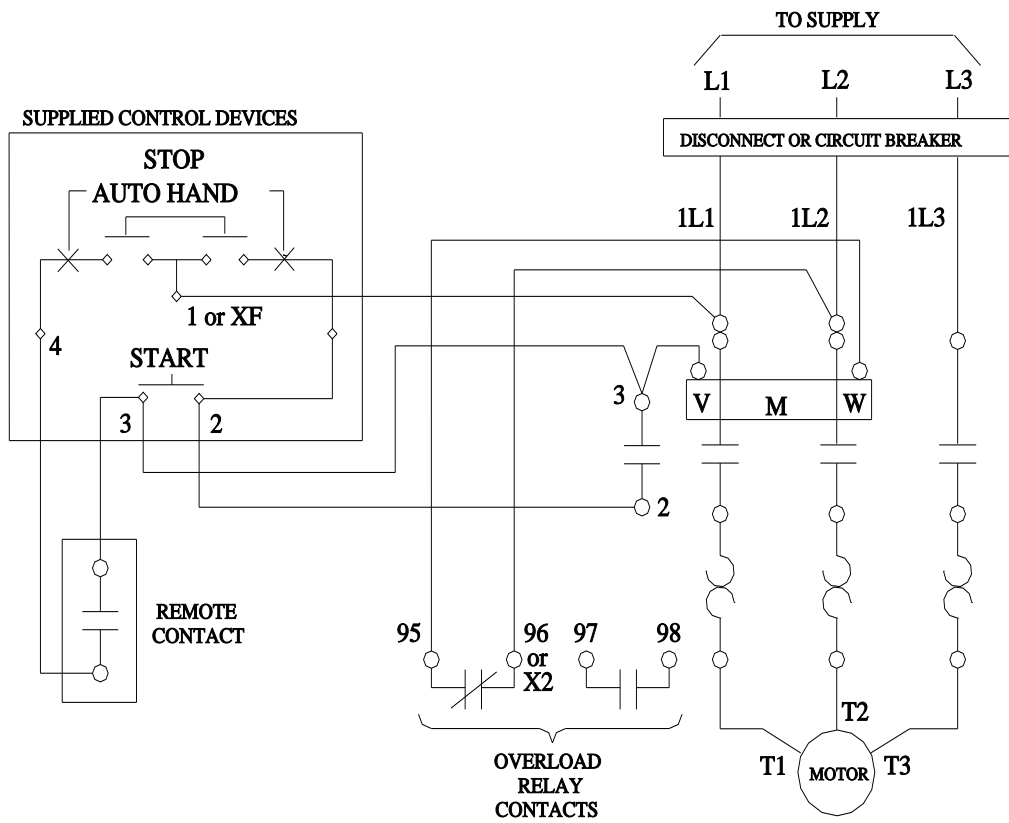 TO SUPPLY
L1 L2 L3
SUPPLIED CONTROL DEVICES
DISCONNECT OR CIRCUIT BREAKER
STOP
AUTO HAND
1L1 1L2 1L3
1 or XF
4
START
3 2
3
V M W
2
REMOTE
CONTACT
95 96 97 98
or
X2
T2
T1 MOTOR T3
OVERLOAD
RELAY
CONTACTS